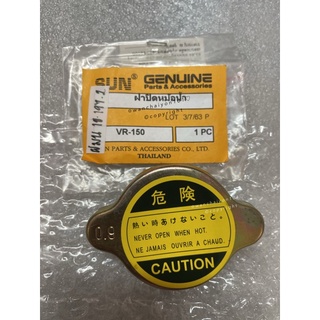 SUN GENUINE
Parts & Accessories
ฝาปิดหม้อน้ำ
LOT 3/7/63 P
VR-150 1 PC
PARTS & ACCESSORIES CO., LTD.
THAILAND
危険
0.9
熱い時あけないこと。
NEVER OPEN WHEN HOT.
NE JAMAIS OUVRIR A CHAUD.
CAUTION